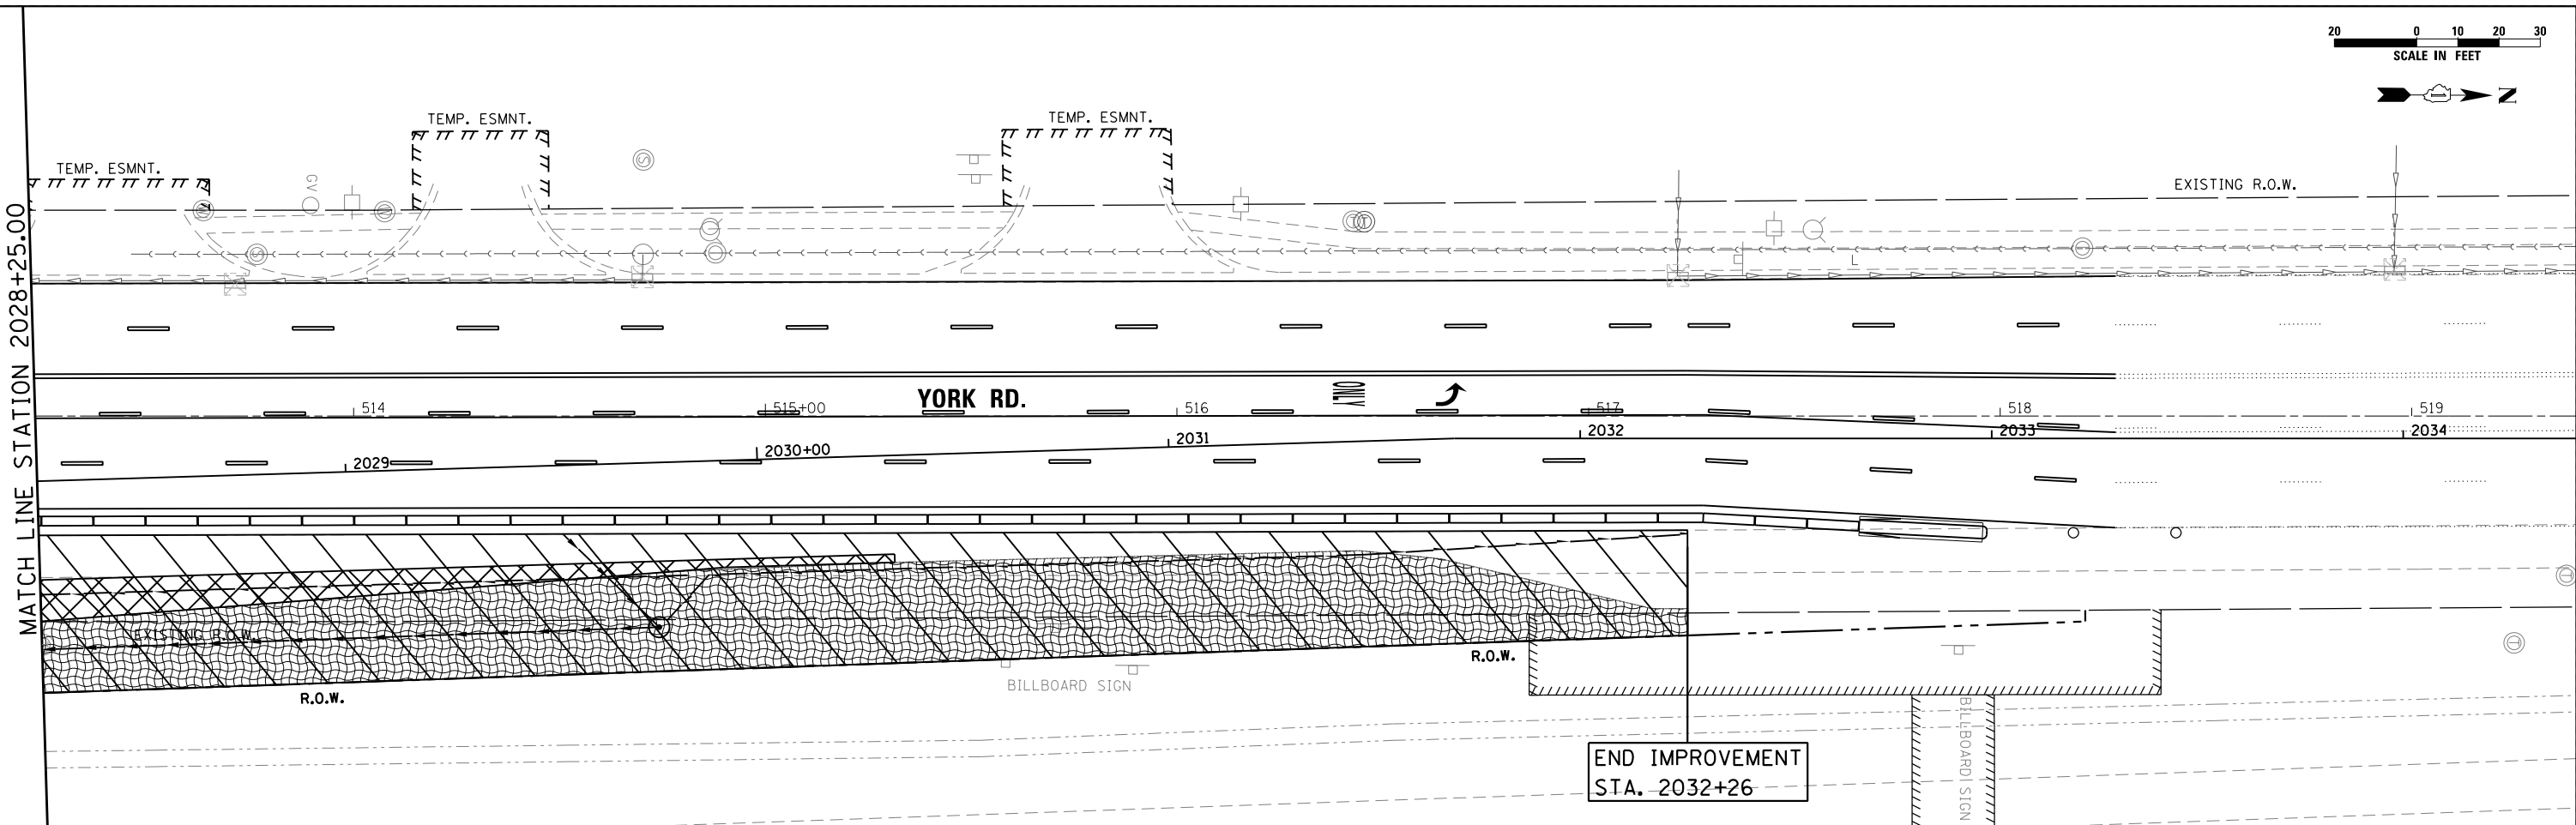 20 0 10 20 30
SCALE IN FEET
N
TEMP. ESMNT.
TEMP. ESMNT.
TEMP. ESMNT.
GV
S
EXISTING R.O.W.
S
L
MATCH LINE STATION 2028+25.00
YORK RD.
ONLY
514 515+00 516 517 518 519
2029 2030+00 2031 2032 2033 2034
EXISTING R.O.W.
R.O.W.
R.O.W.
BILLBOARD SIGN
BILLBOARD SIGN
END IMPROVEMENT
STA. 2032+26